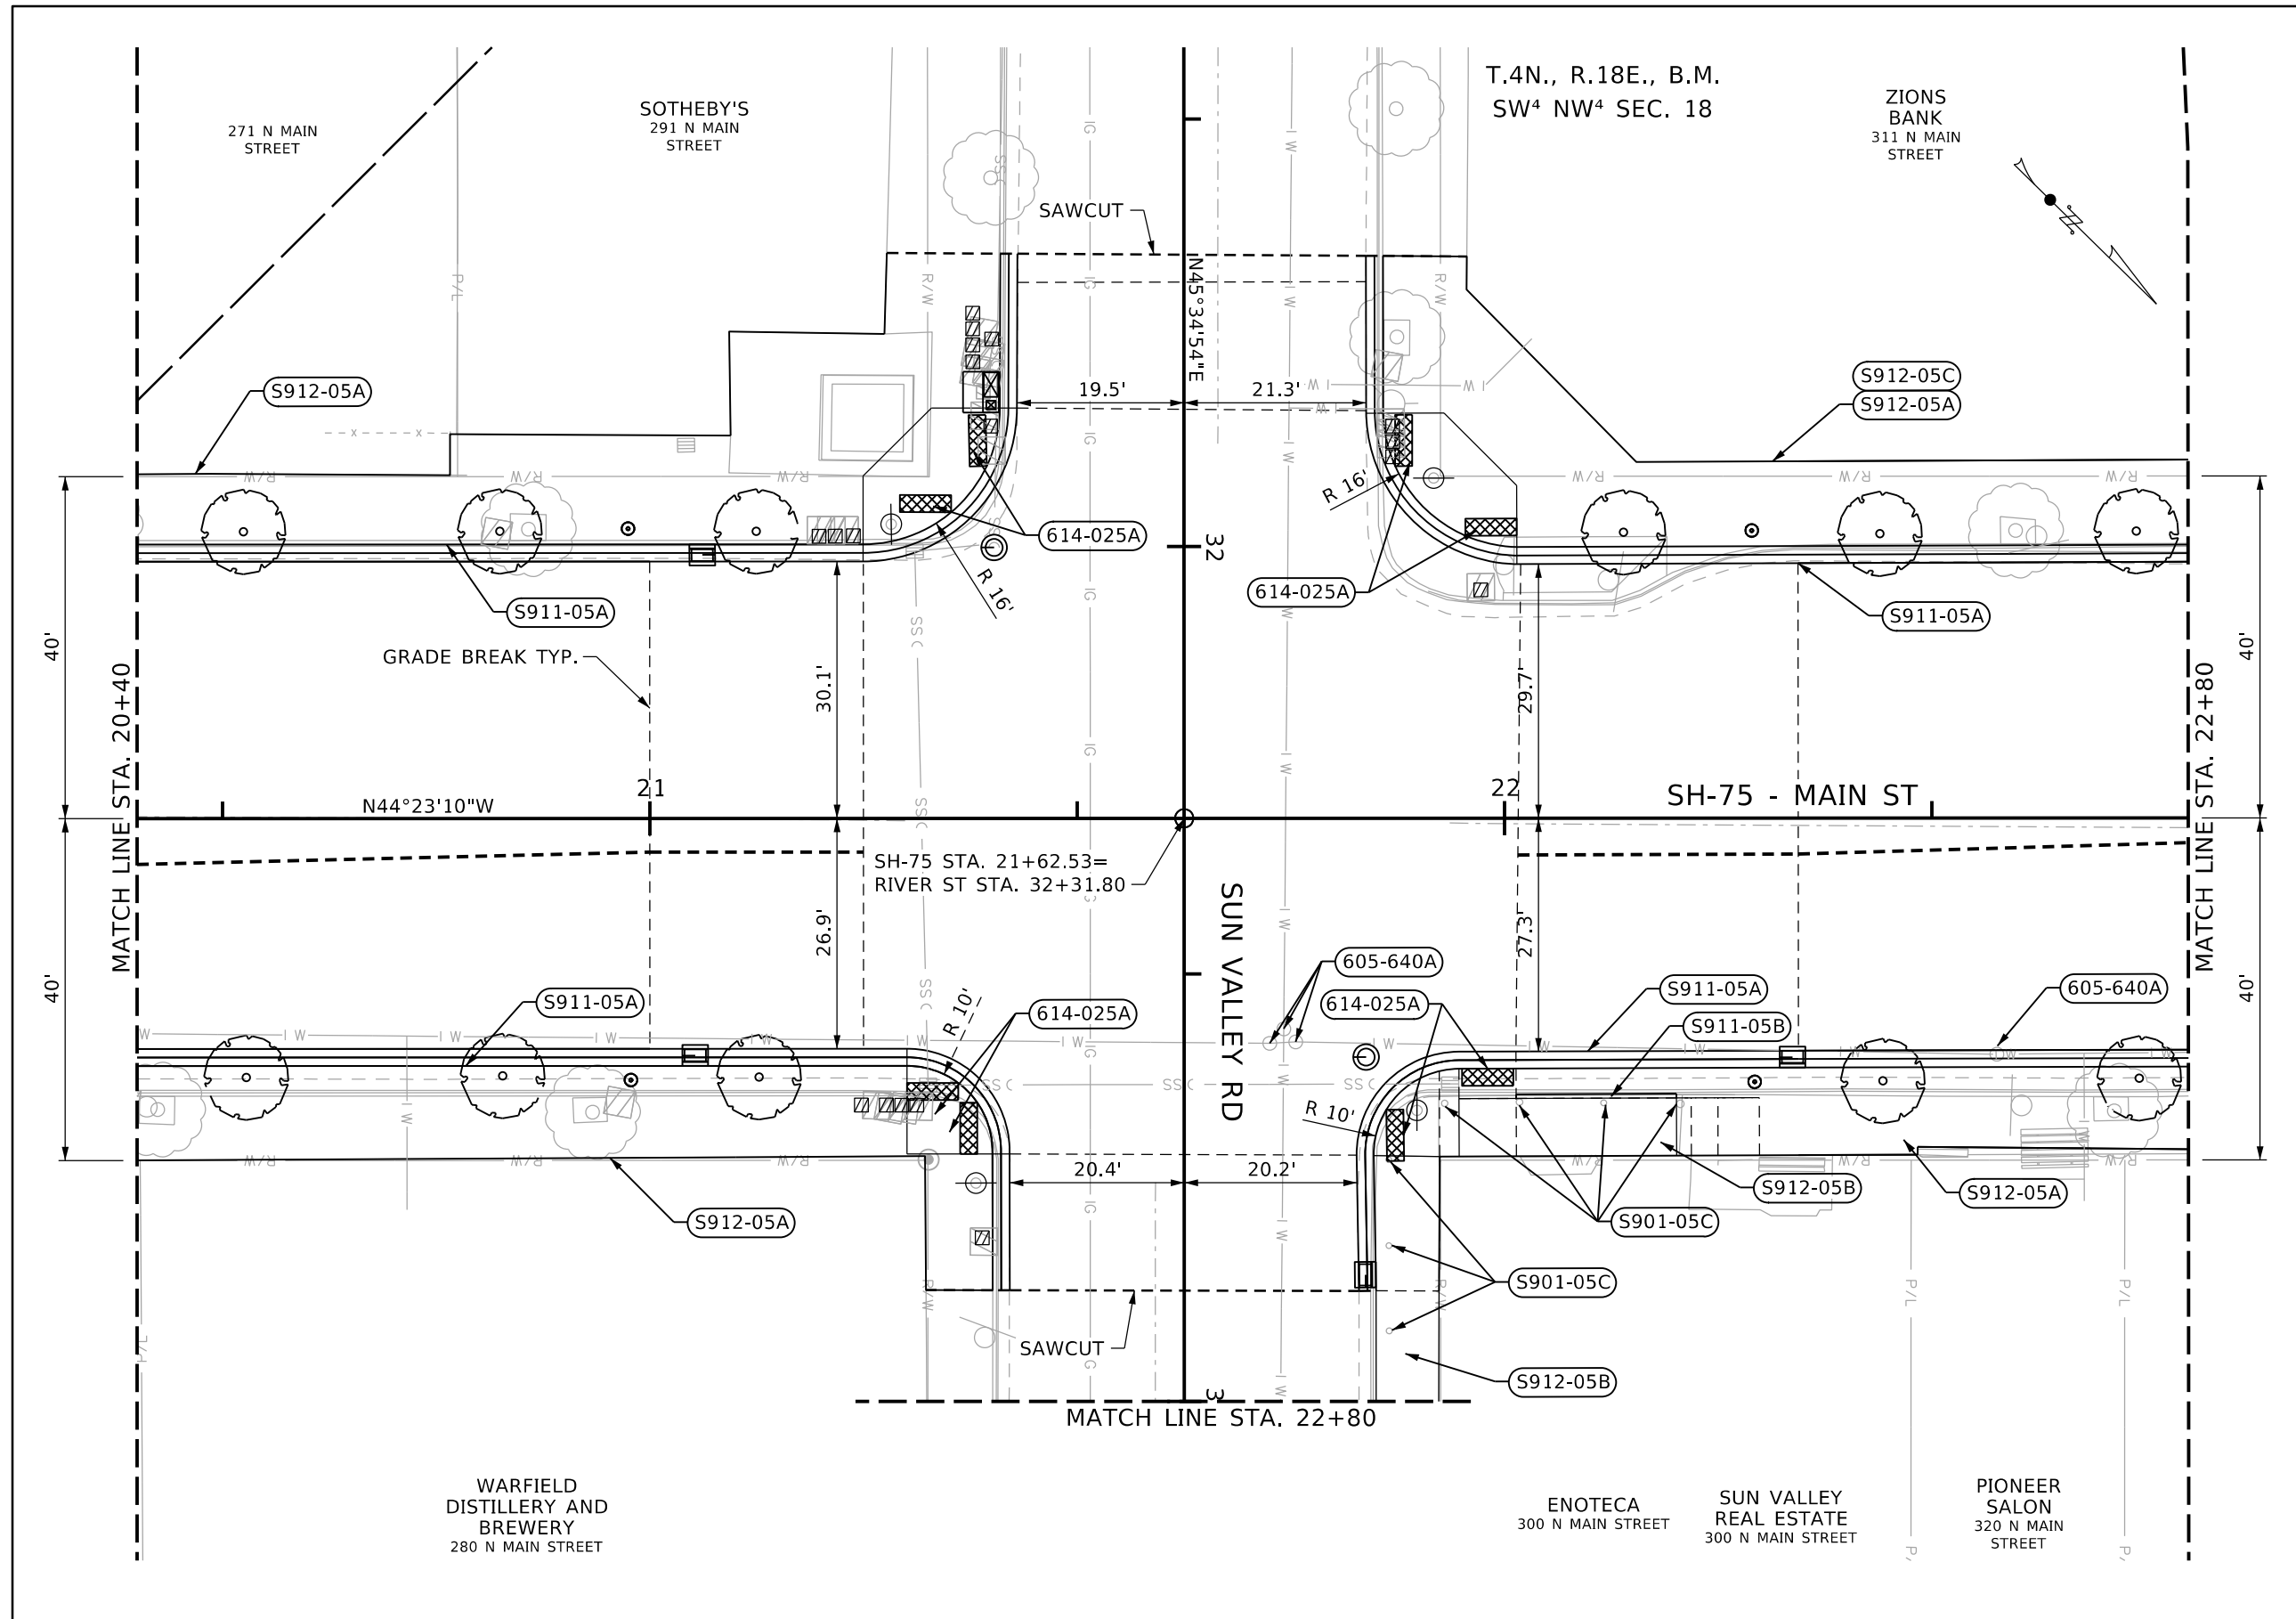 T.4N., R.18E., B.M.
SW⁴ NW⁴ SEC. 18
271 N MAIN
STREET
SOTHEBY'S
291 N MAIN
STREET
ZIONS
BANK
311 N MAIN
STREET
SAWCUT
N45°34'54"E
P/L
R/W
R/W
IG
I W
SS
19.5'
21.3'
S912-05A
S912-05C
S912-05A
x
x
R/W
R/W
R/W
R/W
R/W
R/W
R 16'
R 16'
614-025A
614-025A
32
S911-05A
S911-05A
GRADE BREAK TYP.
40'
40'
30.1'
29.7'
MATCH LINE STA. 20+40
MATCH LINE STA. 22+80
N44°23'10"W
21
22
SH-75 - MAIN ST
SH-75 STA. 21+62.53=
RIVER ST STA. 32+31.80
SUN VALLEY RD
26.9'
27.3'
40'
40'
605-640A
614-025A
605-640A
S911-05A
S911-05A
S911-05B
614-025A
R 10'
R 10'
20.4'
20.2'
R/W
R/W
R/W
R/W
R/W
R/W
S912-05A
S912-05B
S912-05A
S901-05C
S901-05C
S912-05B
R/W
R/W
P/L
P/L
P/L
SAWCUT
3
MATCH LINE STA. 22+80
WARFIELD
DISTILLERY AND
BREWERY
280 N MAIN STREET
ENOTECA
300 N MAIN STREET
SUN VALLEY
REAL ESTATE
300 N MAIN STREET
PIONEER
SALON
320 N MAIN
STREET